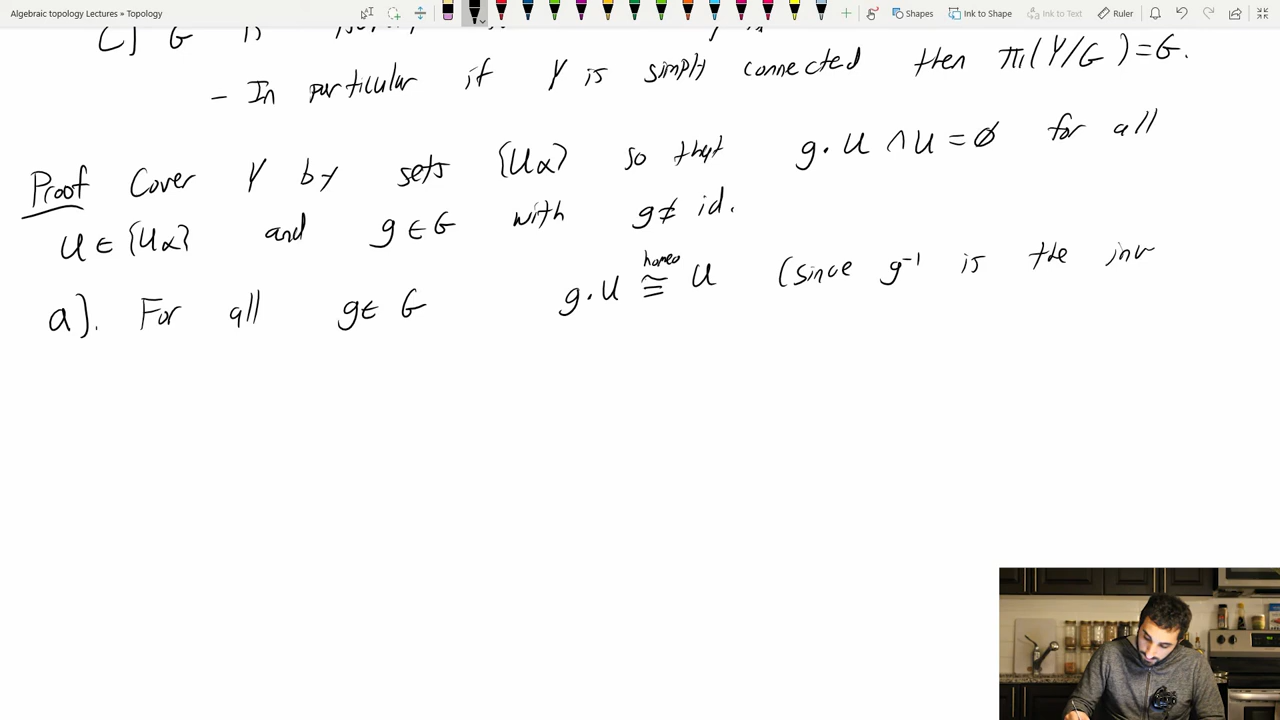 Algebraic topology Lectures » Topology
Shapes
Ink to Shape
Ink to Text
Ruler
C] G is
- In particular if Y is simply connected then π1(Y/G) = G.
Proof Cover Y by sets {Uα} so that g·U ∩ U = ∅ for all
U ∈ {Uα} and g ∈ G with g ≠ id.
homeo
a]. For all g ∈ G g·U ≅ U (since g⁻¹ is the inv